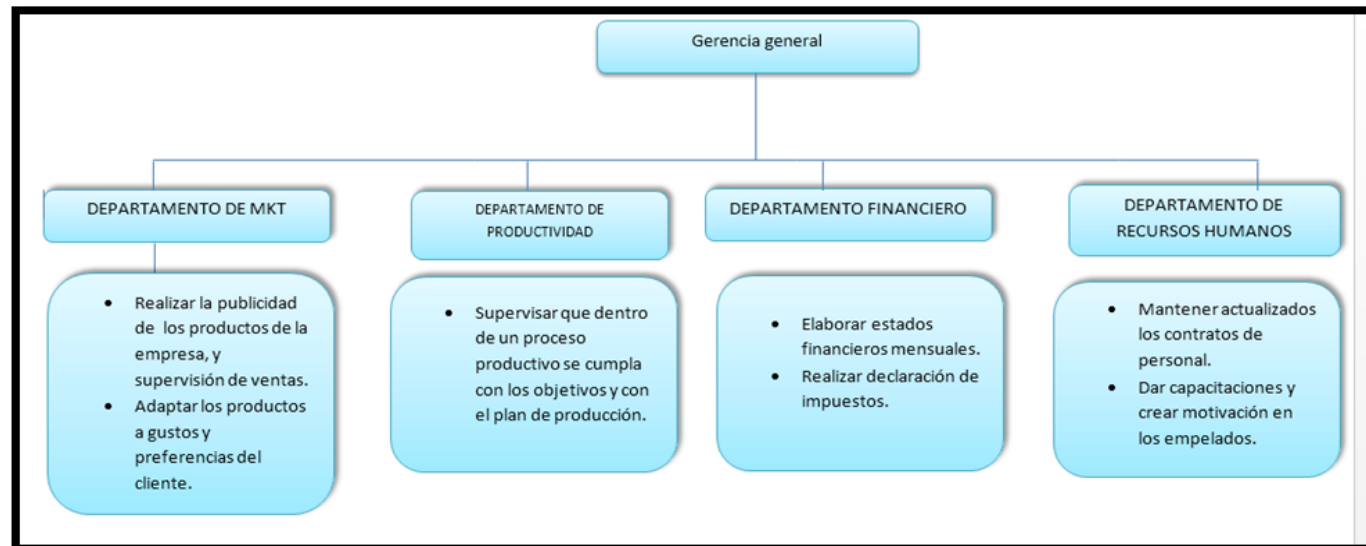 Gerencia general
DEPARTAMENTO DE MKT
DEPARTAMENTO DE
PRODUCTIVIDAD
DEPARTAMENTO FINANCIERO
DEPARTAMENTO DE
RECURSOS HUMANOS
• Realizar la publicidad
de los productos de la
empresa, y
supervisión de ventas.
• Adaptar los productos
a gustos y
preferencias del
cliente.
• Supervisar que dentro
de un proceso
productivo se cumpla
con los objetivos y con
el plan de producción.
• Elaborar estados
financieros mensuales.
• Realizar declaración de
impuestos.
• Mantener actualizados
los contratos de
personal.
• Dar capacitaciones y
crear motivación en
los empelados.